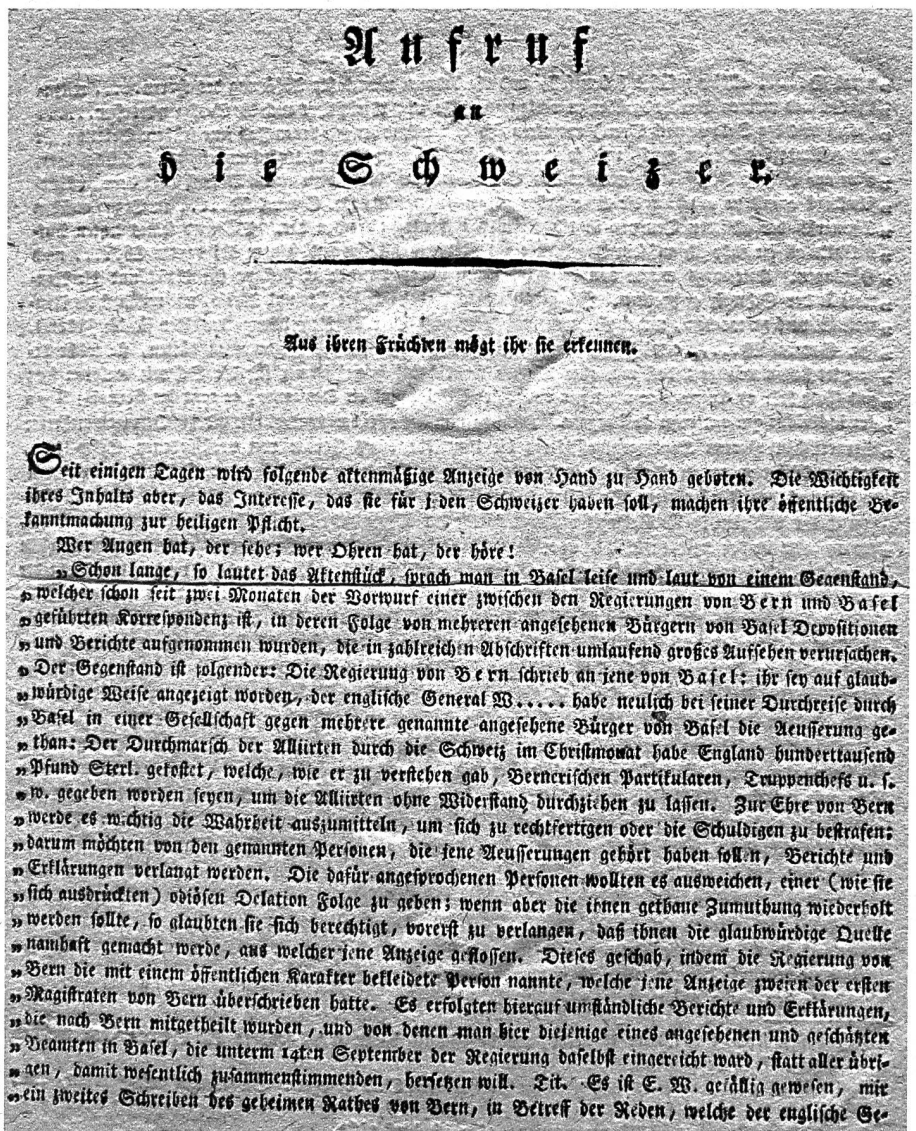 Aufruf
an
die Schweizer.
Aus ihren Früchten mögt ihr sie erkennen.
Seit einigen Tagen wird folgende aktenmäßige Anzeige von Hand zu Hand geboten. Die Wichtigkeit
ihres Inhalts aber, das Interesse, das sie für jeden Schweizer haben soll, machen ihre öffentliche Be-
kanntmachung zur heiligen Pflicht.
Wer Augen hat, der sehe; wer Ohren hat, der höre!
„Schon lange, so lautet das Aktenstück, sprach man in Basel leise und laut von einem Gegenstand,
„welcher schon seit zwei Monaten der Vorwurf einer zwischen den Regierungen von Bern und Basel
„geführten Korrespondenz ist, in deren Folge von mehreren angesehenen Bürgern von Basel Depositionen
„und Berichte aufgenommen wurden, die in zahlreichen Abschriften umlaufend großes Aufsehen verursachen.
„Der Gegenstand ist folgender: Die Regierung von Bern schrieb an jene von Basel: ihr sey auf glaub-
„würdige Weise angezeigt worden, der englische General W..... habe neulich bei seiner Durchreise durch
„Basel in einer Gesellschaft gegen mehrere genannte angesehene Bürger von Basel die Aeusserung ge-
„than: Der Durchmarsch der Alliirten durch die Schweiz im Christmonat habe England hunderttausend
„Pfund Sterl. gekostet, welche, wie er zu verstehen gab, Bernerischen Partikularen, Truppenchefs u. s.
„w. gegeben worden seyen, um die Alliirten ohne Widerstand durchziehen zu lassen. Zur Ehre von Bern
„werde es wichtig die Wahrheit auszumitteln, um sich zu rechtfertigen oder die Schuldigen zu bestrafen;
„darum möchten von den genannten Personen, die jene Aeusserungen gehört haben sollen, Berichte und
„Erklärungen verlangt werden. Die dafür angesprochenen Personen wollten es ausweichen, einer (wie sie
„sich ausdrückten) odiösen Delation Folge zu geben; wenn aber die ihnen gethane Zumuthung wiederholt
„werden sollte, so glaubten sie sich berechtigt, vorerst zu verlangen, daß ihnen die glaubwürdige Quelle
„namhaft gemacht werde, aus welcher jene Anzeige geflossen. Dieses geschah, indem die Regierung von
„Bern die mit einem öffentlichen Karakter bekleidete Person nannte, welche jene Anzeige zweien der ersten
„Magistraten von Bern überschrieben hatte. Es erfolgten hierauf umständliche Berichte und Erklärungen,
„die nach Bern mitgetheilt wurden, und von denen man hier diejenige eines angesehenen und geschäzten
„Beamten in Basel, die unterm 14ten September der Regierung daselbst eingereicht ward, statt aller übri-
„gen, damit wesentlich zusammenstimmenden, hersetzen will. Tit. Es ist E. W. gefällig gewesen, mir
„ein zweites Schreiben des geheimen Rathes von Bern, in Betreff der Reden, welche der englische Ge-